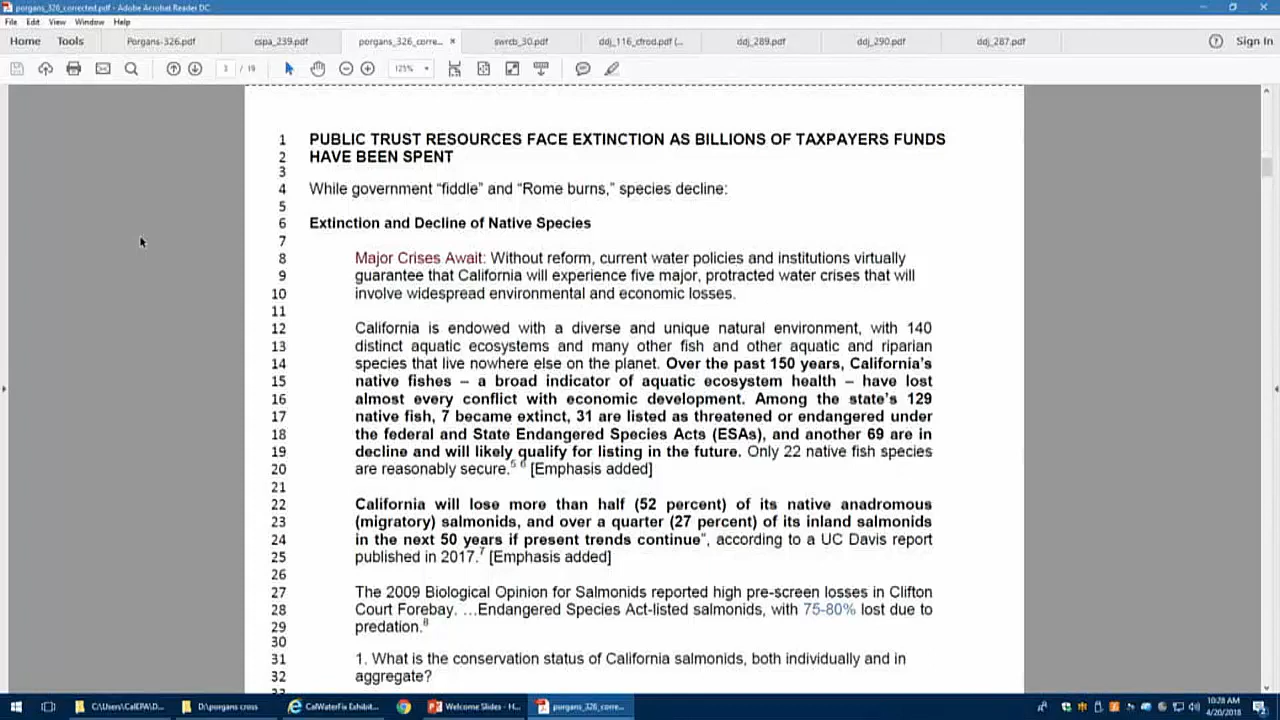 porgans_326_corrected.pdf - Adobe Acrobat Reader DC
File Edit View Window Help
Home Tools Porgans-326.pdf cspa_239.pdf porgans_326_corre... × swrcb_30.pdf ddj_116_cfrod.pdf (... ddj_289.pdf ddj_290.pdf ddj_287.pdf Sign In
3 / 19 125%
1 PUBLIC TRUST RESOURCES FACE EXTINCTION AS BILLIONS OF TAXPAYERS FUNDS
2 HAVE BEEN SPENT
3
4 While government “fiddle” and “Rome burns,” species decline:
5
6 Extinction and Decline of Native Species
7
8 Major Crises Await: Without reform, current water policies and institutions virtually
9 guarantee that California will experience five major, protracted water crises that will
10 involve widespread environmental and economic losses.
11
12 California is endowed with a diverse and unique natural environment, with 140
13 distinct aquatic ecosystems and many other fish and other aquatic and riparian
14 species that live nowhere else on the planet. Over the past 150 years, California’s
15 native fishes – a broad indicator of aquatic ecosystem health – have lost
16 almost every conflict with economic development. Among the state’s 129
17 native fish, 7 became extinct, 31 are listed as threatened or endangered under
18 the federal and State Endangered Species Acts (ESAs), and another 69 are in
19 decline and will likely qualify for listing in the future. Only 22 native fish species
20 are reasonably secure.5 6 [Emphasis added]
21
22 California will lose more than half (52 percent) of its native anadromous
23 (migratory) salmonids, and over a quarter (27 percent) of its inland salmonids
24 in the next 50 years if present trends continue”, according to a UC Davis report
25 published in 2017.7 [Emphasis added]
26
27 The 2009 Biological Opinion for Salmonids reported high pre-screen losses in Clifton
28 Court Forebay. …Endangered Species Act-listed salmonids, with 75-80% lost due to
29 predation.8
30
31 1. What is the conservation status of California salmonids, both individually and in
32 aggregate?
33
C:\Users\CalEPA\D... D:\porgans cross CalWaterFix Exhibit... Welcome Slides - H... porgans_326_corre... 10:28 AM
4/20/2018